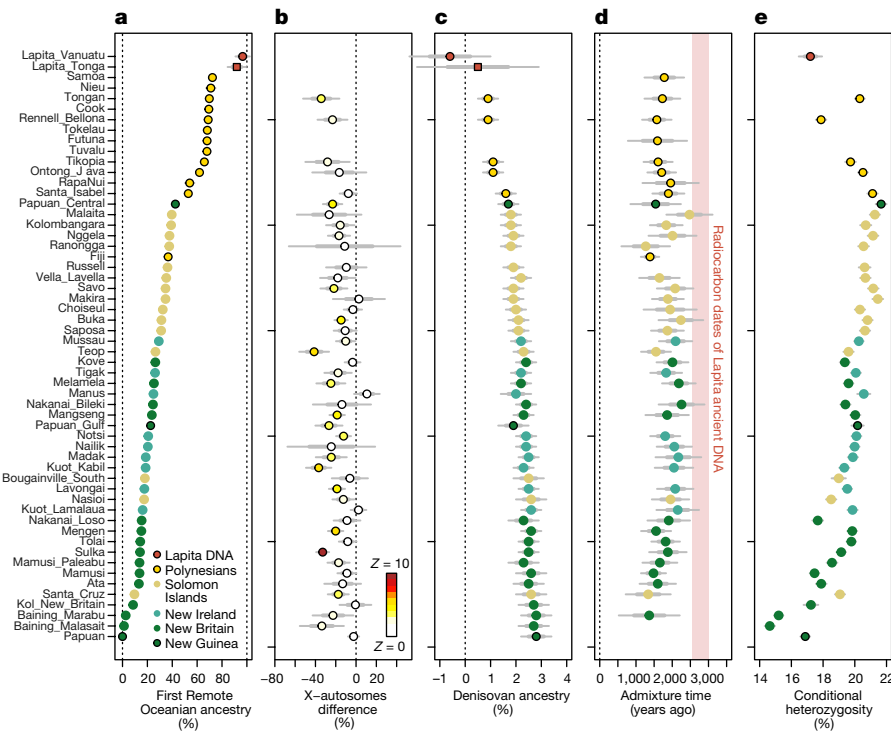 a b c d e
Lapita_Vanuatu
Lapita_Tonga
Samoa
Nieu
Tongan
Cook
Rennell_Bellona
Tokelau
Futuna
Tuvalu
Tikopia
Ontong_J ava
RapaNui
Santa_Isabel
Papuan_Central
Malaita
Kolombangara
Nggela
Ranongga
Fiji
Russell
Vella_Lavella
Savo
Makira
Choiseul
Buka
Saposa
Mussau
Teop
Kove
Tigak
Melamela
Manus
Nakanai_Bileki
Mangseng
Papuan_Gulf
Notsi
Nailik
Madak
Kuot_Kabil
Bougainville_South
Lavongai
Nasioi
Kuot_Lamalaua
Nakanai_Loso
Mengen
Tolai
Sulka
Mamusi_Paleabu
Mamusi
Ata
Santa_Cruz
Kol_New_Britain
Baining_Marabu
Baining_Malasait
Papuan
Lapita DNA
Polynesians
Solomon
Islands
New Ireland
New Britain
New Guinea
0 20 40 60 80 100
First Remote
Oceanian ancestry
(%)
Z = 10
Z = 0
−80 −40 0
X−autosomes
difference
(%)
−1 0 1 2 3 4
Denisovan ancestry
(%)
Radiocarbon dates of Lapita ancient DNA
0 1,000 2,000 3,000
Admixture time
(years ago)
14 16 18 20 22
Conditional
heterozygosity
(%)